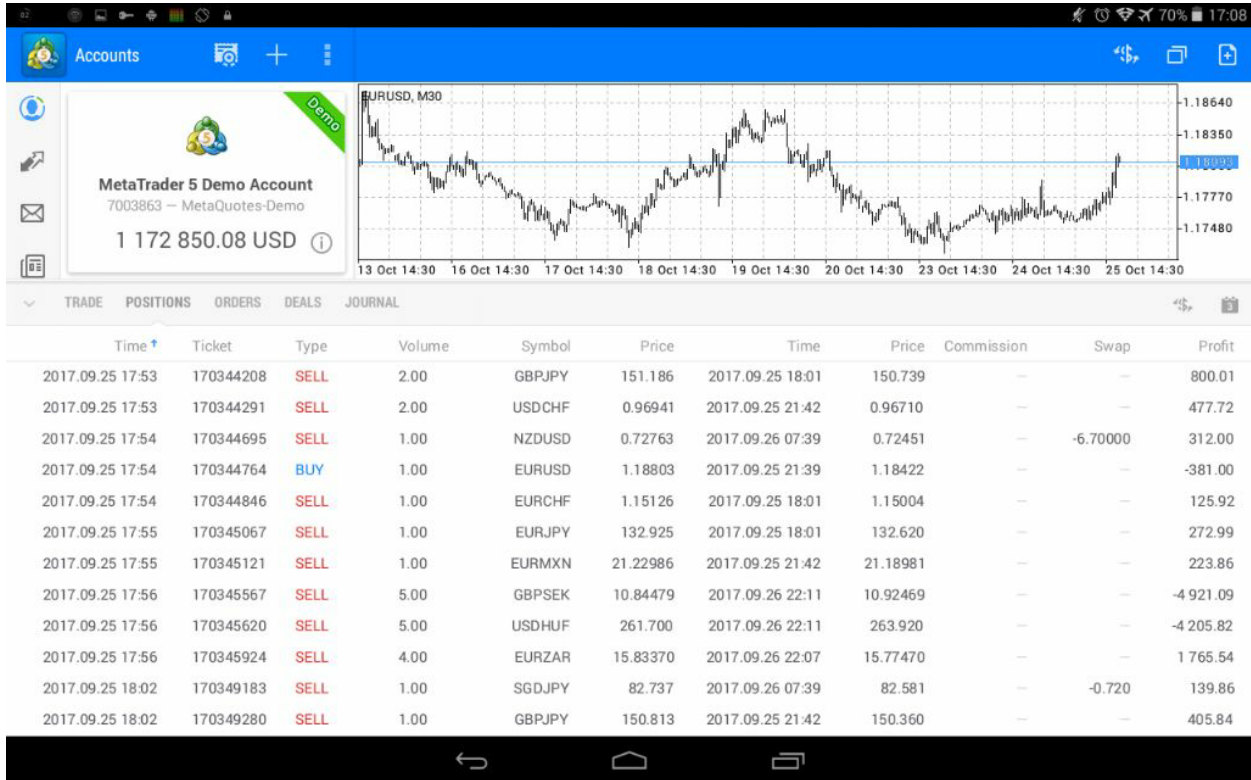 70% 17:08
Accounts
EURUSD, M30
Demo
5
MetaTrader 5 Demo Account
7003863 — MetaQuotes-Demo
1 172 850.08 USD
1.18640
1.18350
1.18093
1.17770
1.17480
13 Oct 14:30 16 Oct 14:30 17 Oct 14:30 18 Oct 14:30 19 Oct 14:30 20 Oct 14:30 23 Oct 14:30 24 Oct 14:30 25 Oct 14:30
TRADE POSITIONS ORDERS DEALS JOURNAL
Time Ticket Type Volume Symbol Price Time Price Commission Swap Profit
2017.09.25 17:53 170344208 SELL 2.00 GBPJPY 151.186 2017.09.25 18:01 150.739 — — 800.01
2017.09.25 17:53 170344291 SELL 2.00 USDCHF 0.96941 2017.09.25 21:42 0.96710 — — 477.72
2017.09.25 17:54 170344695 SELL 1.00 NZDUSD 0.72763 2017.09.26 07:39 0.72451 — -6.70000 312.00
2017.09.25 17:54 170344764 BUY 1.00 EURUSD 1.18803 2017.09.25 21:39 1.18422 — — -381.00
2017.09.25 17:54 170344846 SELL 1.00 EURCHF 1.15126 2017.09.25 18:01 1.15004 — — 125.92
2017.09.25 17:55 170345067 SELL 1.00 EURJPY 132.925 2017.09.25 18:01 132.620 — — 272.99
2017.09.25 17:55 170345121 SELL 1.00 EURMXN 21.22986 2017.09.25 21:42 21.18981 — — 223.86
2017.09.25 17:56 170345567 SELL 5.00 GBPSEK 10.84479 2017.09.26 22:11 10.92469 — — -4 921.09
2017.09.25 17:56 170345620 SELL 5.00 USDHUF 261.700 2017.09.26 22:11 263.920 — — -4 205.82
2017.09.25 17:56 170345924 SELL 4.00 EURZAR 15.83370 2017.09.26 22:07 15.77470 — — 1 765.54
2017.09.25 18:02 170349183 SELL 1.00 SGDJPY 82.737 2017.09.26 07:39 82.581 — -0.720 139.86
2017.09.25 18:02 170349280 SELL 1.00 GBPJPY 150.813 2017.09.25 21:42 150.360 — — 405.84